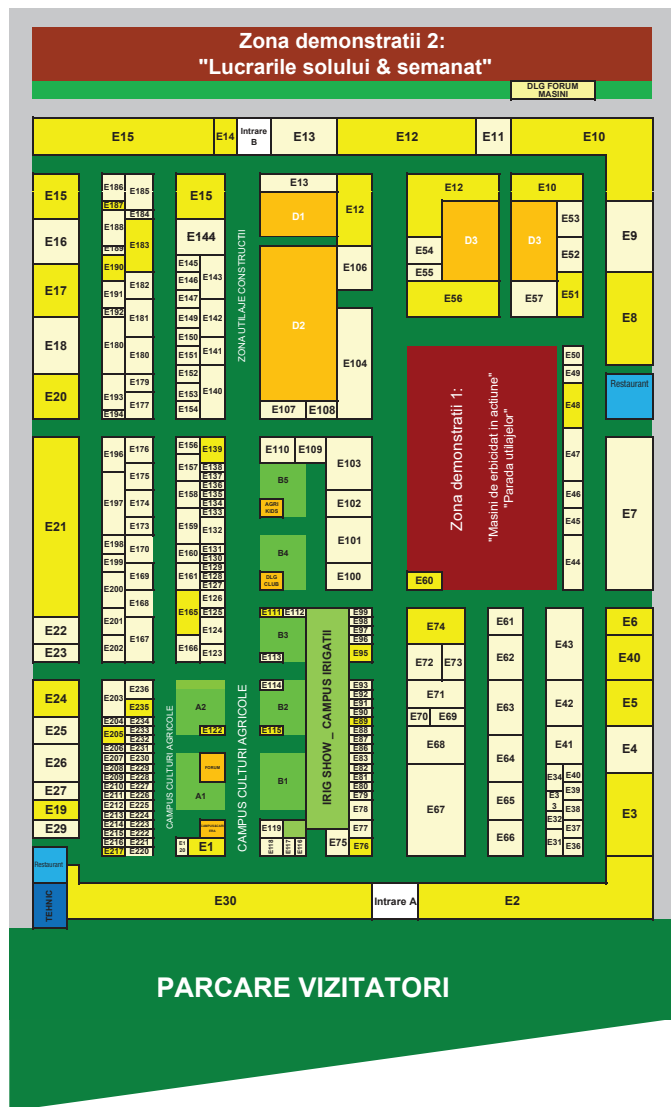 Zona demonstratii 2:
"Lucrarile solului & semanat"
DLG FORUM
MASINI
E15
E14
Intrare
B
E13
E12
E11
E10
E15
E16
E17
E18
E20
E186
E185
E187
E184
E188
E183
E189
E190
E182
E191
E192
E181
E180
E180
E179
E193
E177
E194
E15
E144
E145
E143
E146
E147
E149
E142
E150
E151
E141
E152
E140
E153
E154
ZONA UTILAJE CONSTRUCTII
E13
D1
E12
D2
E106
E104
E107
E108
E12
D3
E54
E55
E56
E10
D3
E53
E52
E57
E51
E9
E8
Restaurant
Zona demonstratii 1:
"Masini de erbicidat in actiune"
"Parada utilajelor"
E50
E49
E48
E47
E46
E45
E44
E60
E7
E21
E22
E23
E196
E176
E175
E197
E174
E173
E198
E170
E199
E169
E200
E168
E201
E167
E202
E156
E139
E157
E138
E137
E136
E158
E135
E134
E133
E159
E132
E160
E131
E130
E161
E129
E128
E127
E165
E126
E125
E124
E166
E123
E110
E109
E103
B5
AGRI
KIDS
E102
B4
E101
DLG
CLUB
E100
E111
E112
B3
E113
E99
E98
E97
E96
E95
IRIG SHOW _ CAMPUS IRIGATII
E74
E72
E73
E71
E70
E69
E68
E67
E61
E62
E63
E64
E65
E66
E43
E42
E41
E34
E40
E39
E3
3
E38
E32
E37
E31
E36
E6
E40
E5
E4
E3
E24
E25
E26
E27
E19
E29
E203
E236
E235
E204
E234
E205
E233
E232
E206
E231
E207
E230
E208
E229
E209
E228
E210
E227
E211
E226
E212
E225
E213
E224
E214
E223
E215
E222
E216
E221
E217
E220
CAMPUS CULTURI AGRICOLE
A2
E122
FORUM
A1
E1
20
E1
CAMPUS CULTURI AGRICOLE
E114
B2
E115
B1
E119
E118
E117
E116
E93
E92
E91
E90
E89
E88
E87
E86
E83
E82
E81
E80
E79
E78
E77
E75
E76
Restaurant
TEHNIC
E30
Intrare A
E2
PARCARE VIZITATORI